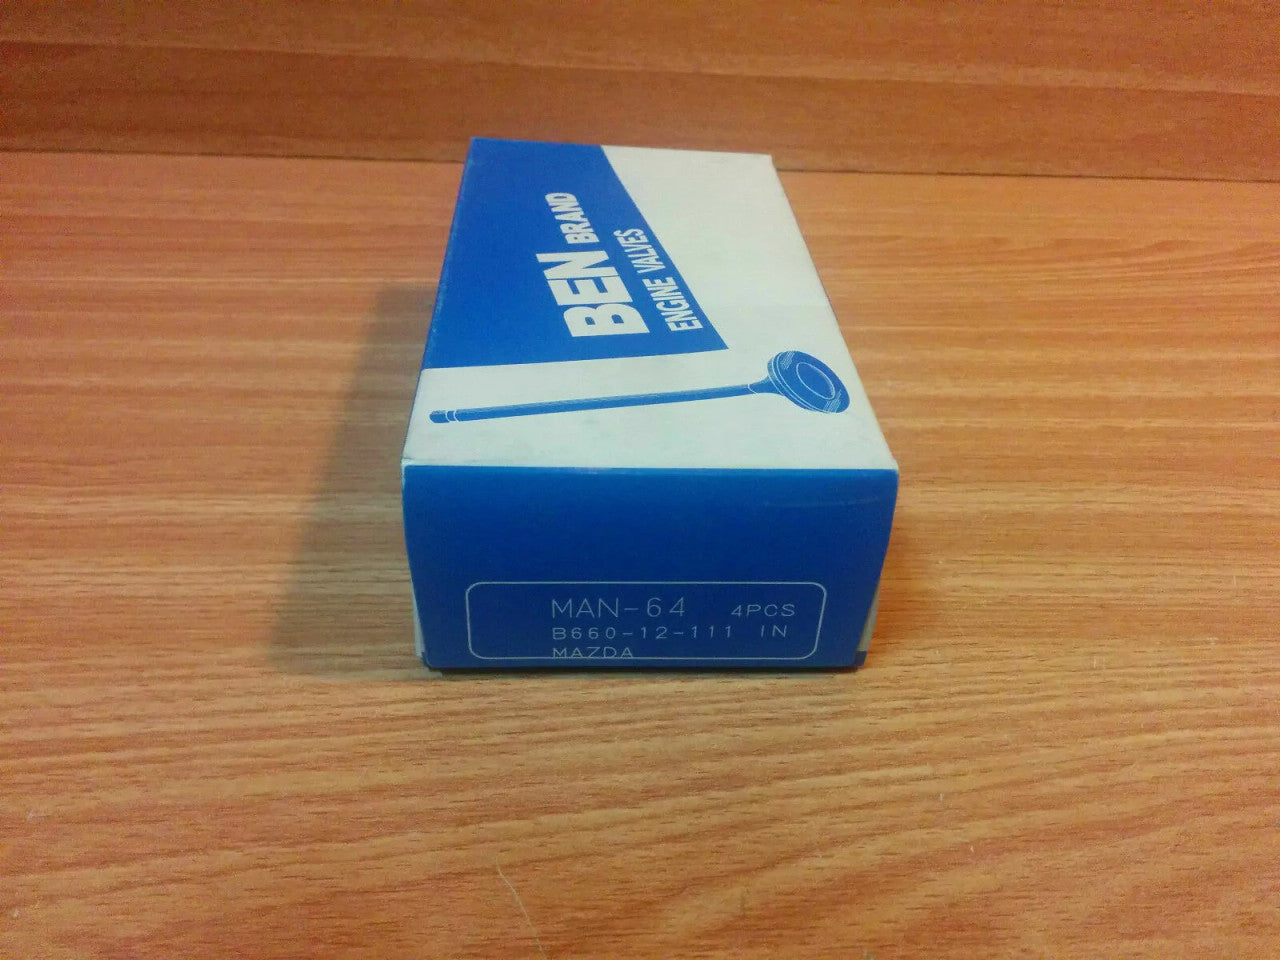 BEN BRAND
ENGINE VALVES
MAN-64 4PCS
B660-12-111 IN
MAZDA